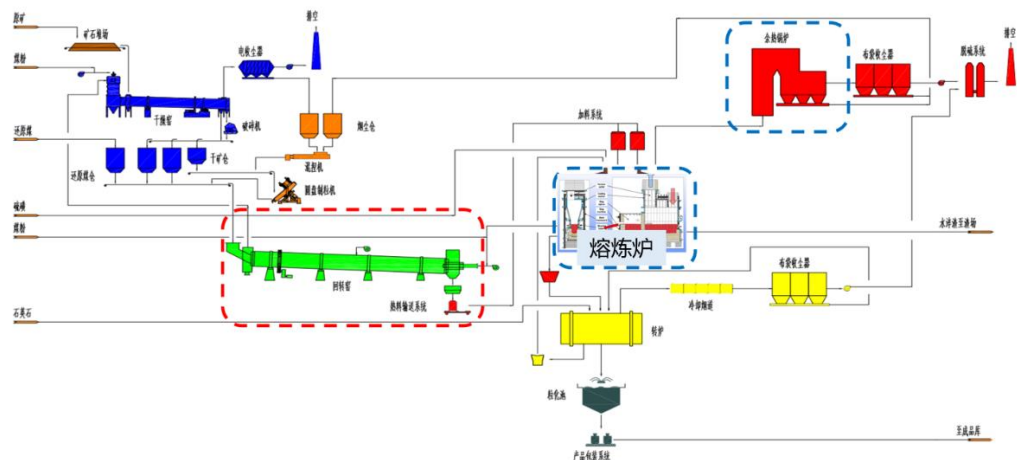 原矿
矿石堆场
煤粉
干燥窑
破碎机
电收尘器
排空
烟尘仓
还原煤
还原煤仓
干矿仓
混捏机
圆盘制粒机
硫磺
煤粉
回转窑
热料输送系统
石英石
加料系统
熔炼炉
余热锅炉
布袋收尘器
脱硫系统
排空
水淬渣至渣场
冷却烟道
布袋收尘器
转炉
粒化池
产品包装系统
至成品库